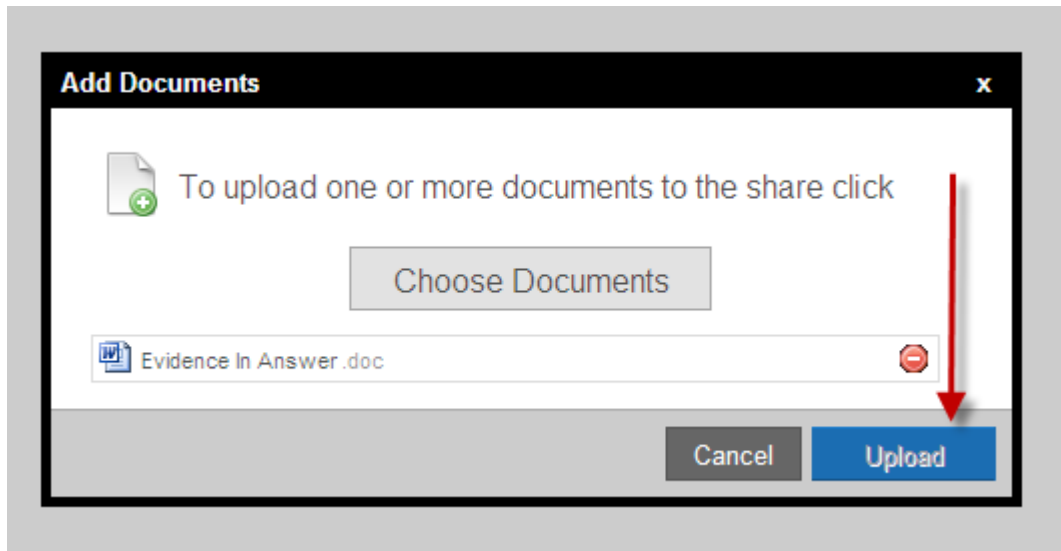 Add Documents x
To upload one or more documents to the share click
Choose Documents
Evidence In Answer.doc
Cancel Upload